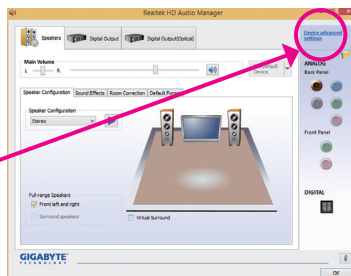 Realtek HD Audio Manager
Speakers
Digital Output
Digital Output(Optical)
Device advanced
settings
Main Volume
L
R
Device
ANALOG
Back Panel
Speaker Configuration
Sound Effects
Room Correction
Default Format
Speaker Configuration
Stereo
Front Panel
Full-range Speakers
Front left and right
Surround speakers
Virtual Surround
DIGITAL
GIGABYTE
TECHNOLOGY
OK